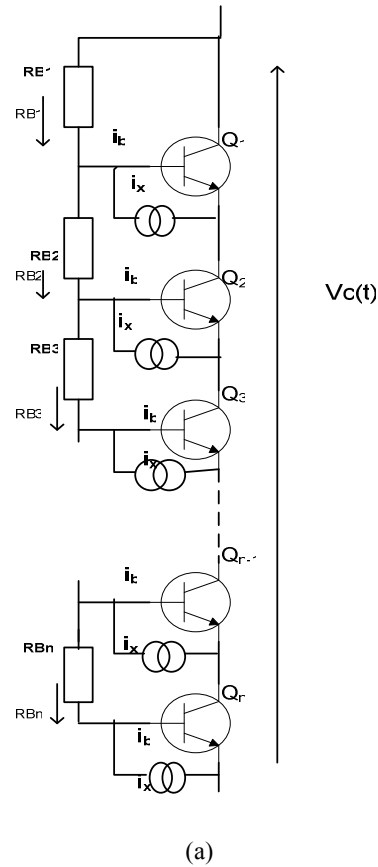 RB1
RB1
ib
Q1
ix
RB2
RB2
ib
Q2
ix
Vc(t)
RB3
RB3
ib
Q3
ix
Qn-1
ib
RBn
ix
RBn
Qn
ib
ix
(a)